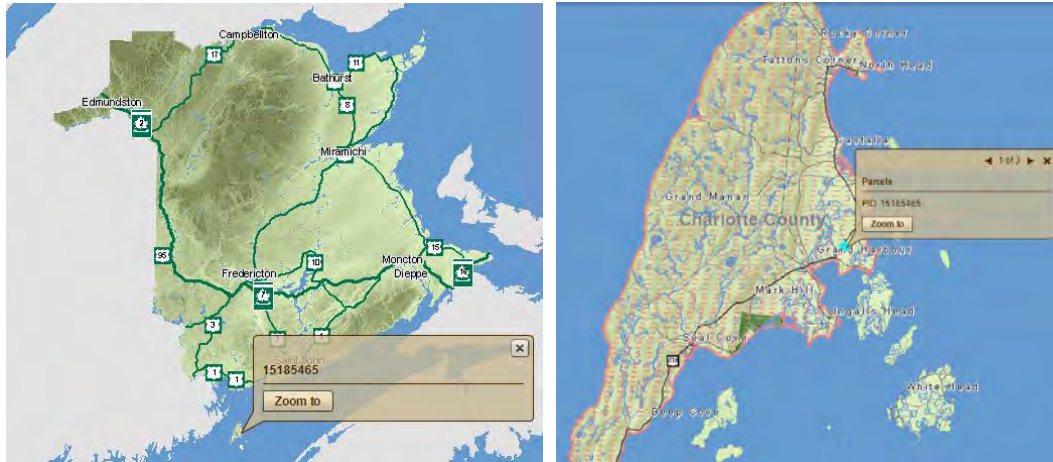 Campbellton
17
11
Bathurst
8
Edmundston
2
Miramichi
95
15
Moncton
10
Dieppe
16
Fredericton
7
3
Saint John
1
1
15185465
Zoom to
Rocky Corner
Tattons Corner
North Head
Castalia
1 of 3
Parcels
Grand Manan
PID 15185465
Charlotte County
Zoom to
Grand Harbour
Mark Hill
Ingalls Head
Seal Cove
White Head
Deep Cove